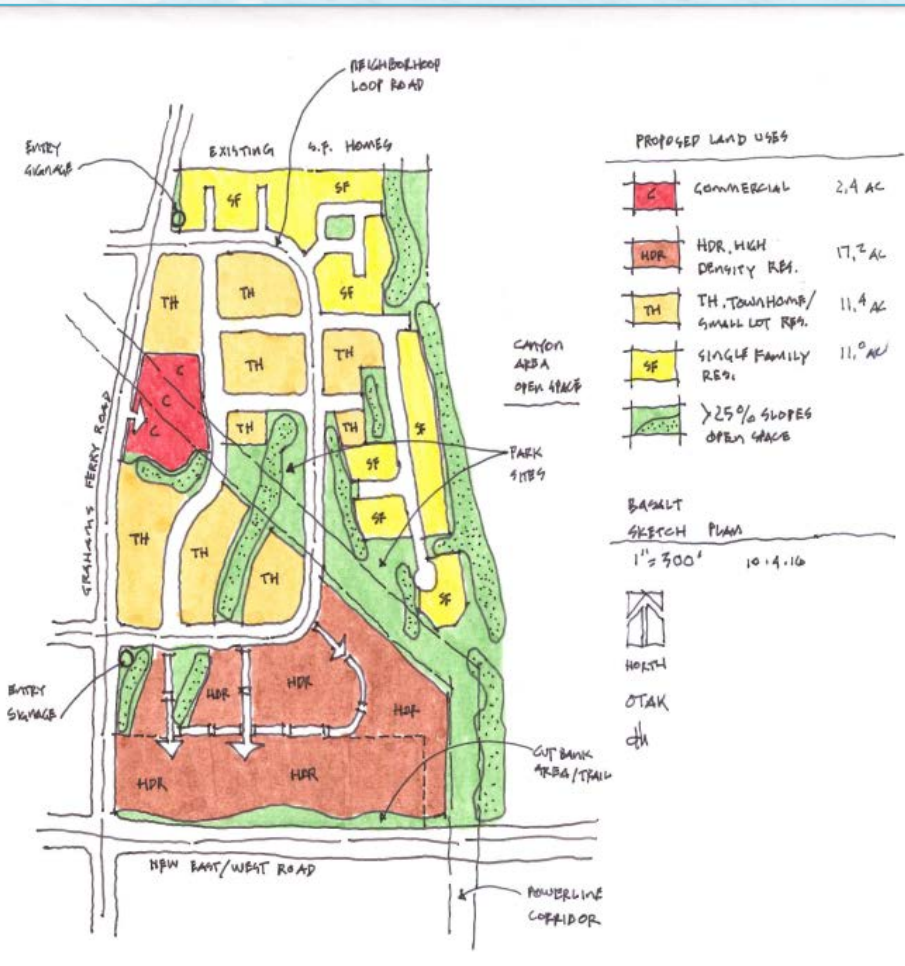 NEIGHBORHOOD
LOOP ROAD
ENTRY
SIGNAGE
EXISTING S.F. HOMES
SF
SF
SF
TH
TH
TH
TH
C
C
C
TH
TH
SF
SF
SF
TH
TH
TH
SF
GRAHAMS FERRY ROAD
CANYON
AREA
OPEN SPACE
PARK
SITES
ENTRY
SIGNAGE
HDR
HDR
HDR
HDR
HDR
CUT BANK
AREA/TRAIL
NEW EAST/WEST ROAD
POWERLINE
CORRIDOR
PROPOSED LAND USES
C COMMERCIAL 2.4 AC
HDR HDR, HIGH
DENSITY RES. 17.2 AC
TH TH, TOWNHOME/
SMALL LOT RES. 11.4 AC
SF SINGLE FAMILY
RES. 11.0 AC
>25% SLOPES
OPEN SPACE
BASALT
SKETCH PLAN
1"=300' 10.4.16
NORTH
OTAK
dh